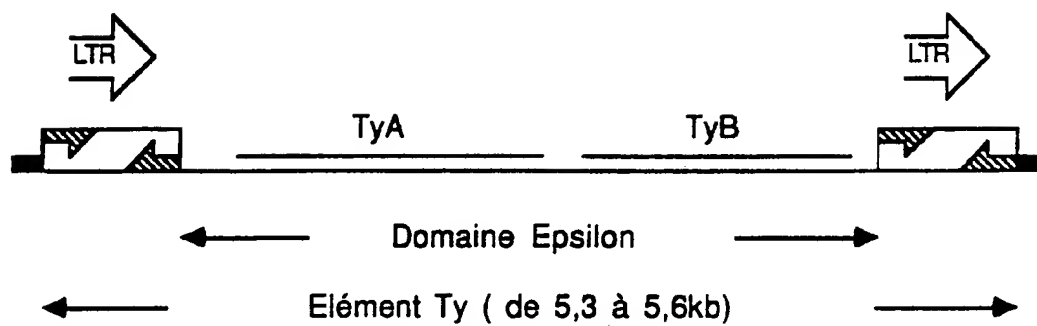 LTR LTR
TyA TyB
Domaine Epsilon
Elément Ty ( de 5,3 à 5,6kb)